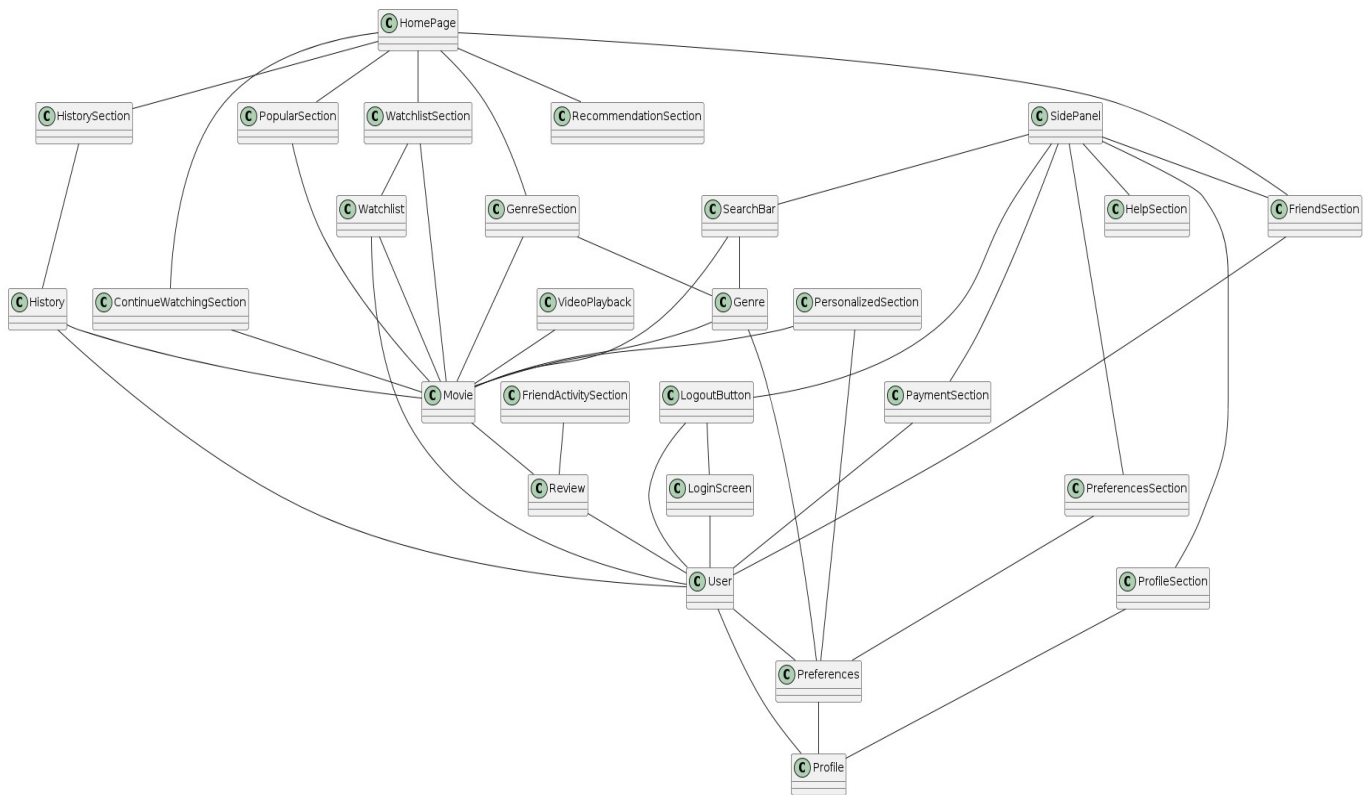 C HomePage
C HistorySection
C PopularSection
C WatchlistSection
C RecommendationSection
C SidePanel
C Watchlist
C GenreSection
C SearchBar
C HelpSection
C FriendSection
C History
C ContinueWatchingSection
C VideoPlayback
C Genre
C PersonalizedSection
C Movie
C FriendActivitySection
C LogoutButton
C PaymentSection
C Review
C LoginScreen
C PreferencesSection
C User
C ProfileSection
C Preferences
C Profile